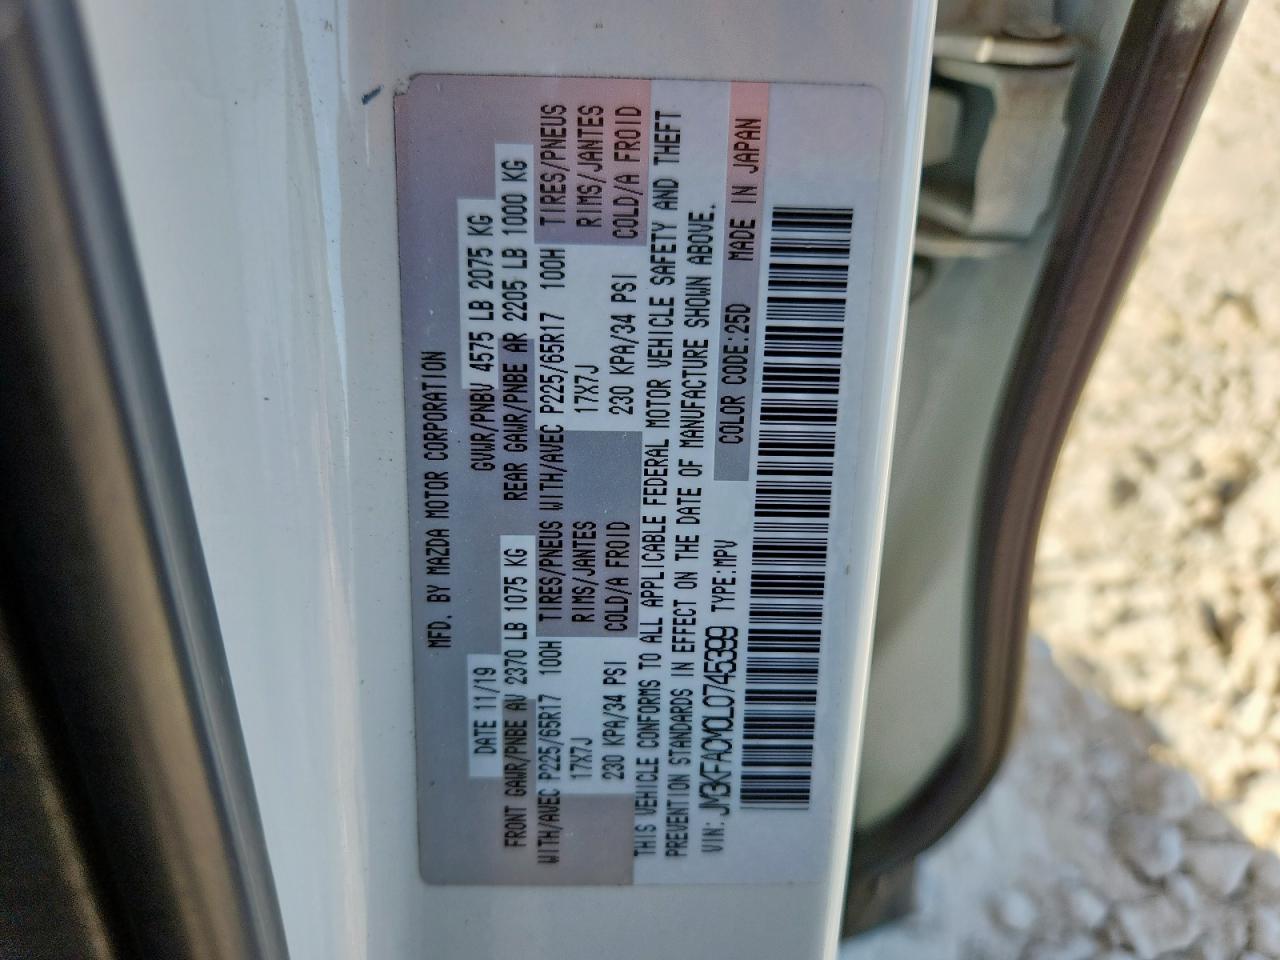 MFD. BY MAZDA MOTOR CORPORATION
DATE 11/19 GVWR/PNBV 4575 LB 2075 KG
FRONT GAWR/PNBE AV 2370 LB 1075 KG REAR GAWR/PNBE AR 2205 LB 1000 KG
WITH/AVEC P225/65R17 100H TIRES/PNEUS WITH/AVEC P225/65R17 100H TIRES/PNEUS
17X7J RIMS/JANTES 17X7J RIMS/JANTES
230 KPA/34 PSI COLD/A FROID 230 KPA/34 PSI COLD/A FROID
THIS VEHICLE CONFORMS TO ALL APPLICABLE FEDERAL MOTOR VEHICLE SAFETY AND THEFT
PREVENTION STANDARDS IN EFFECT ON THE DATE OF MANUFACTURE SHOWN ABOVE.
VIN: JM3KFACM0L0745399 TYPE:MPV COLOR CODE:25D MADE IN JAPAN